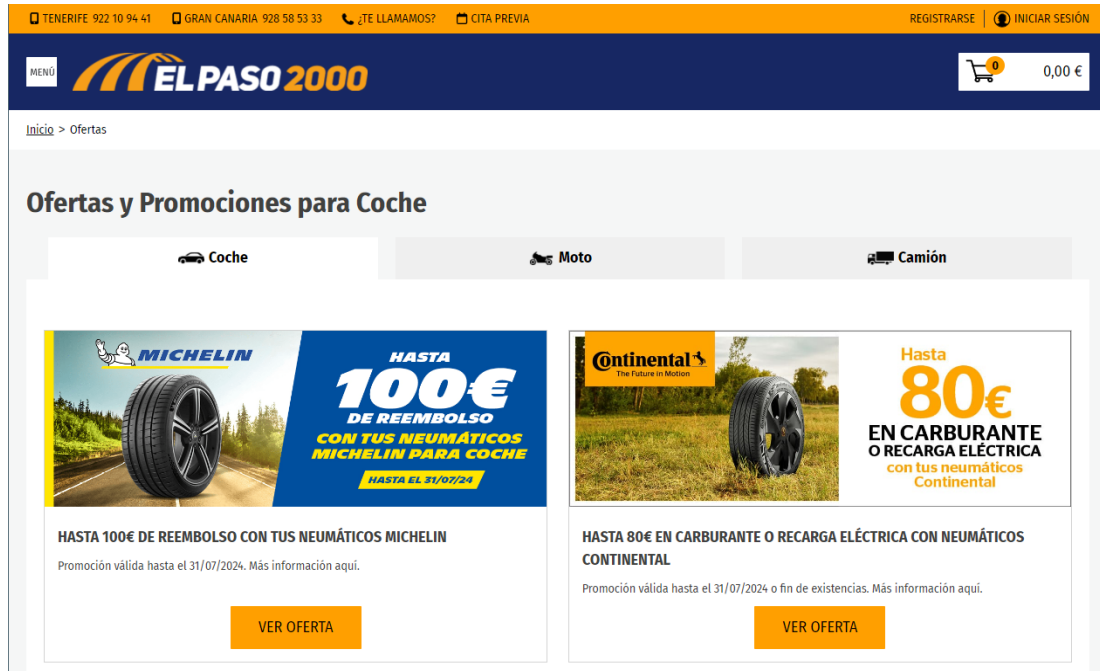 TENERIFE 922 10 94 41 GRAN CANARIA 928 58 53 33 ¿TE LLAMAMOS? CITA PREVIA REGISTRARSE INICIAR SESIÓN
MENÚ EL PASO 2000 0 0,00 €
Inicio > Ofertas
Ofertas y Promociones para Coche
Coche Moto Camión
MICHELIN
HASTA
100€
DE REEMBOLSO
CON TUS NEUMÁTICOS
MICHELIN PARA COCHE
HASTA EL 31/07/24
HASTA 100€ DE REEMBOLSO CON TUS NEUMÁTICOS MICHELIN
Promoción válida hasta el 31/07/2024. Más información aquí.
VER OFERTA
Continental
The Future in Motion
Hasta
80€
EN CARBURANTE
O RECARGA ELÉCTRICA
con tus neumáticos
Continental
HASTA 80€ EN CARBURANTE O RECARGA ELÉCTRICA CON NEUMÁTICOS
CONTINENTAL
Promoción válida hasta el 31/07/2024 o fin de existencias. Más información aquí.
VER OFERTA